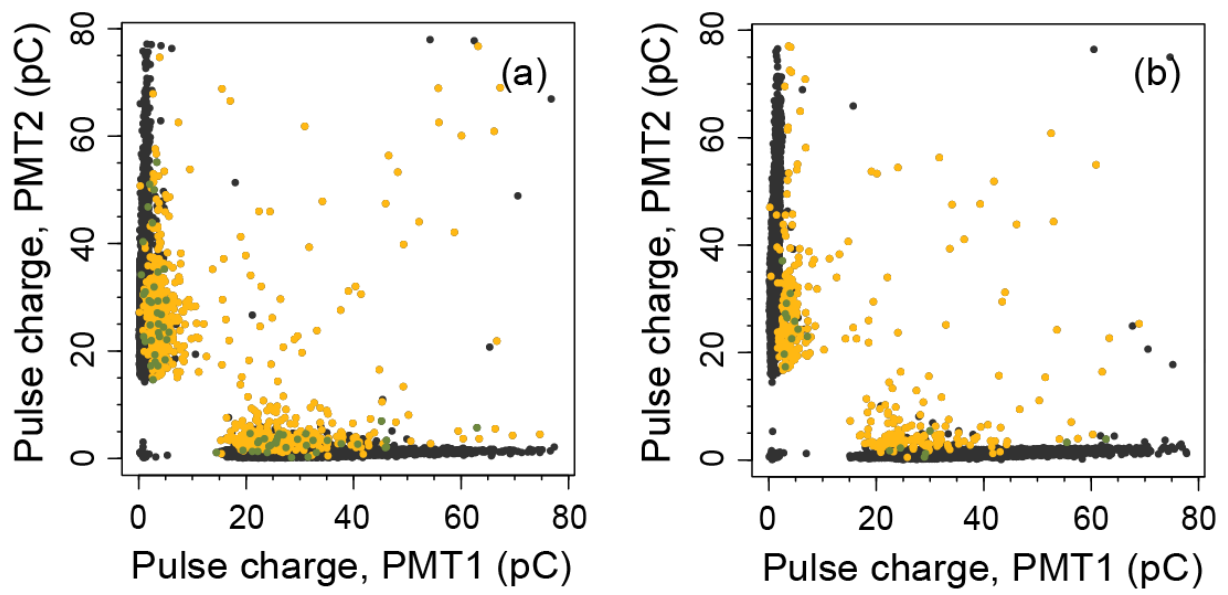 (a)
Pulse charge, PMT2 (pC)
80
60
40
20
0
0 20 40 60 80
Pulse charge, PMT1 (pC)
(b)
Pulse charge, PMT2 (pC)
80
60
40
20
0
0 20 40 60 80
Pulse charge, PMT1 (pC)